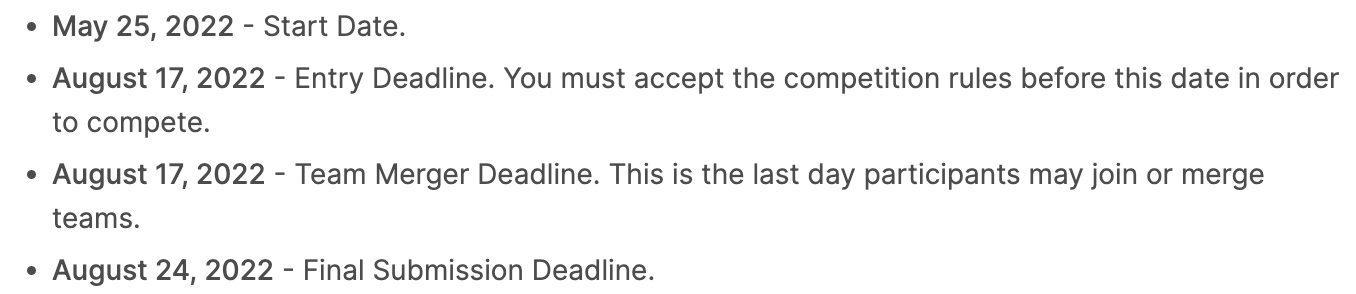 • May 25, 2022 - Start Date.
• August 17, 2022 - Entry Deadline. You must accept the competition rules before this date in order
to compete.
• August 17, 2022 - Team Merger Deadline. This is the last day participants may join or merge
teams.
• August 24, 2022 - Final Submission Deadline.